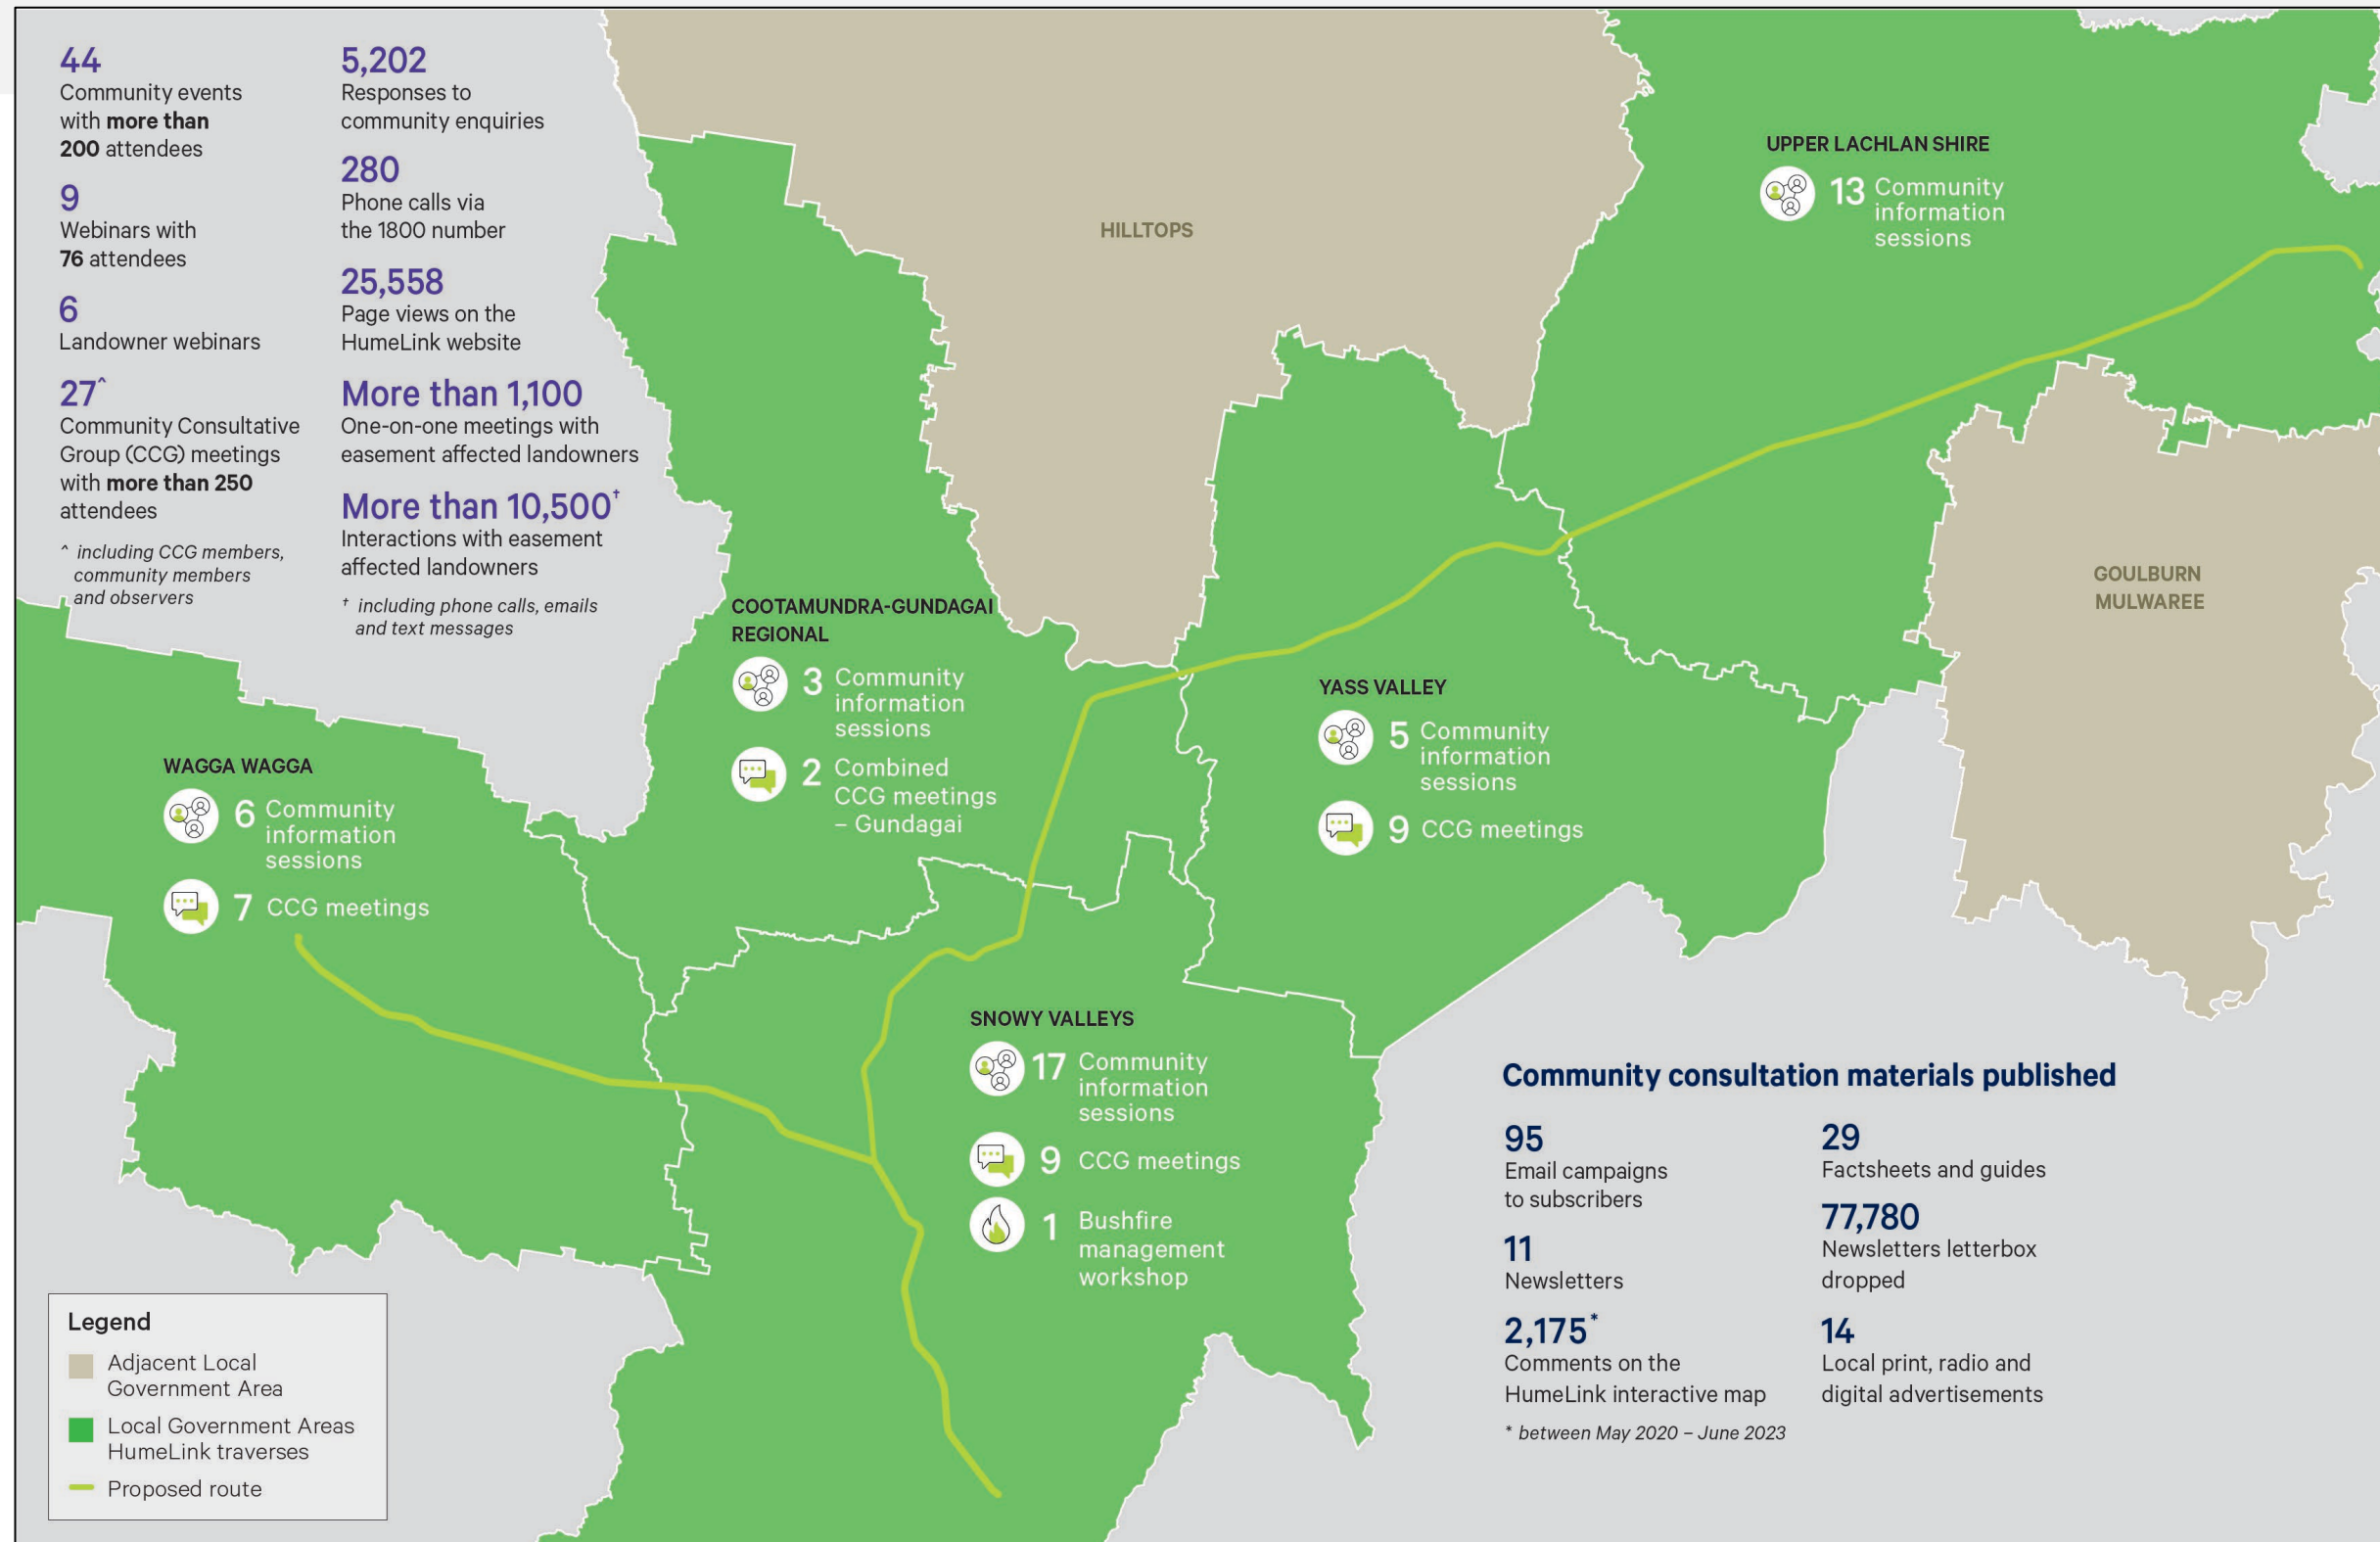 44
Community events
with more than
200 attendees
9
Webinars with
76 attendees
6
Landowner webinars
27^
Community Consultative
Group (CCG) meetings
with more than 250
attendees
^ including CCG members,
community members
and observers
5,202
Responses to
community enquiries
280
Phone calls via
the 1800 number
25,558
Page views on the
HumeLink website
More than 1,100
One-on-one meetings with
easement affected landowners
More than 10,500†
Interactions with easement
affected landowners
† including phone calls, emails
and text messages
HILLTOPS
UPPER LACHLAN SHIRE
13 Community
information
sessions
GOULBURN
MULWAREE
COOTAMUNDRA-GUNDAGAI
REGIONAL
3 Community
information
sessions
2 Combined
CCG meetings
– Gundagai
YASS VALLEY
5 Community
information
sessions
9 CCG meetings
WAGGA WAGGA
6 Community
information
sessions
7 CCG meetings
SNOWY VALLEYS
17 Community
information
sessions
9 CCG meetings
1 Bushfire
management
workshop
Community consultation materials published
95
Email campaigns
to subscribers
11
Newsletters
2,175*
Comments on the
HumeLink interactive map
* between May 2020 – June 2023
29
Factsheets and guides
77,780
Newsletters letterbox
dropped
14
Local print, radio and
digital advertisements
Legend
Adjacent Local
Government Area
Local Government Areas
HumeLink traverses
Proposed route